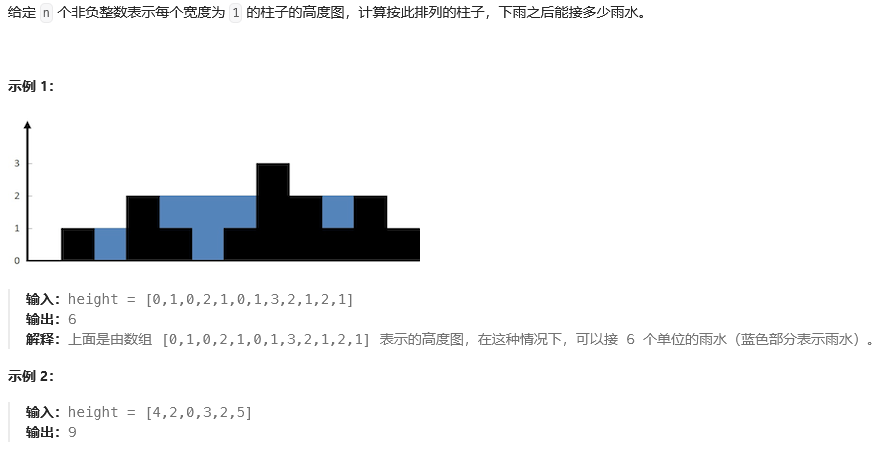 给定 n 个非负整数表示每个宽度为 1 的柱子的高度图，计算按此排列的柱子，下雨之后能接多少雨水。
示例 1：
3
2
1
0
输入：height = [0,1,0,2,1,0,1,3,2,1,2,1]
输出：6
解释：上面是由数组 [0,1,0,2,1,0,1,3,2,1,2,1] 表示的高度图，在这种情况下，可以接 6 个单位的雨水（蓝色部分表示雨水）。
示例 2：
输入：height = [4,2,0,3,2,5]
输出：9